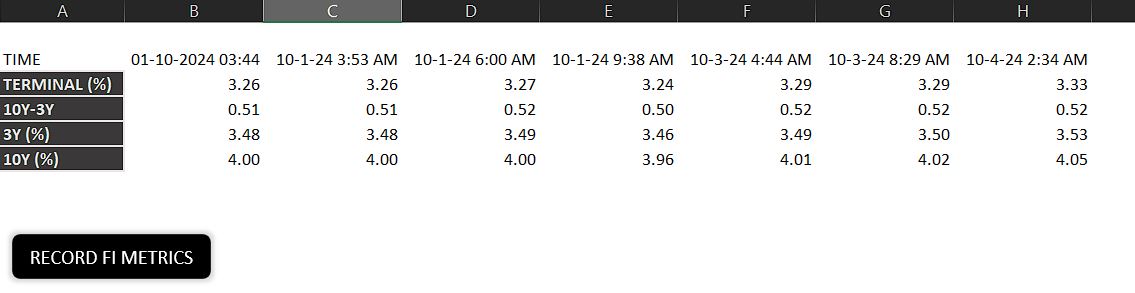 A B C D E F G H
TIME 01-10-2024 03:44 10-1-24 3:53 AM 10-1-24 6:00 AM 10-1-24 9:38 AM 10-3-24 4:44 AM 10-3-24 8:29 AM 10-4-24 2:34 AM
TERMINAL (%) 3.26 3.26 3.27 3.24 3.29 3.29 3.33
10Y-3Y 0.51 0.51 0.52 0.50 0.52 0.52 0.52
3Y (%) 3.48 3.48 3.49 3.46 3.49 3.50 3.53
10Y (%) 4.00 4.00 4.00 3.96 4.01 4.02 4.05
RECORD FI METRICS